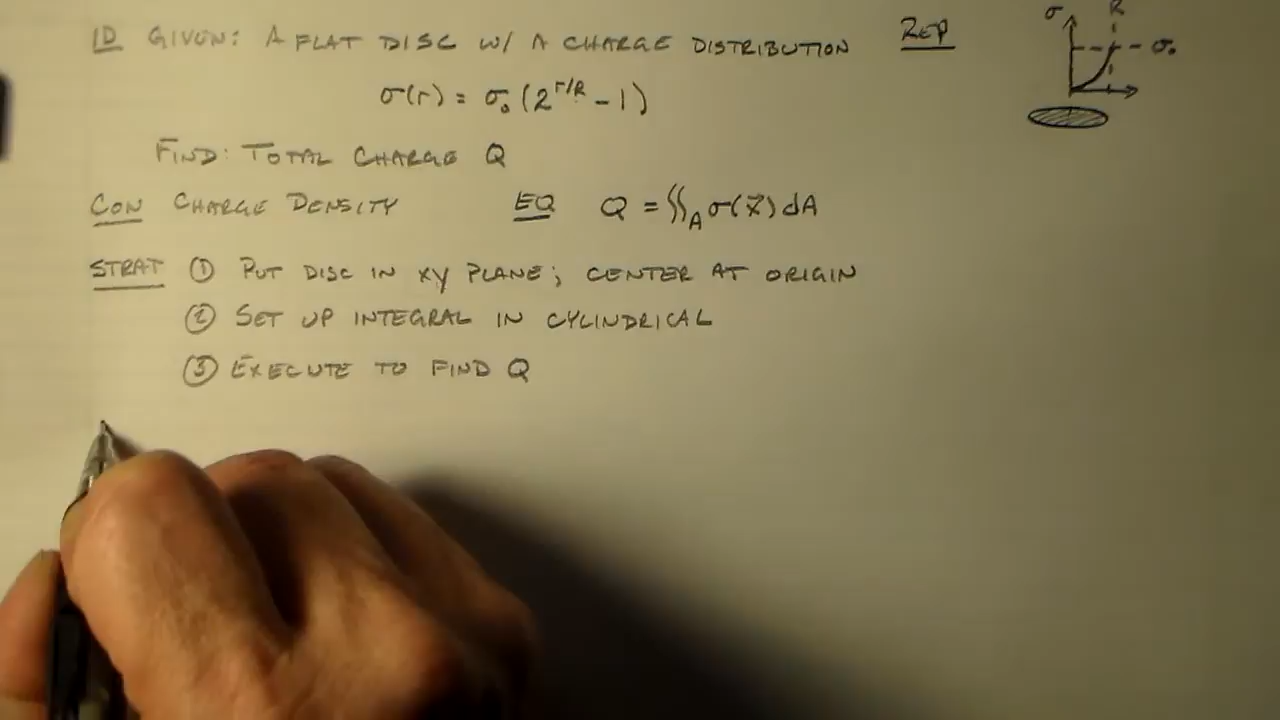 ID GIVEN: A FLAT DISC W/ A CHARGE DISTRIBUTION
σ(r) = σ₀ (2^{r/R} - 1)
FIND: TOTAL CHARGE Q
REP
σ R
σ₀
CON CHARGE DENSITY EQ Q = ∬_A σ(x⃗) dA
STRAT ① PUT DISC IN XY PLANE; CENTER AT ORIGIN
② SET UP INTEGRAL IN CYLINDRICAL
③ EXECUTE TO FIND Q